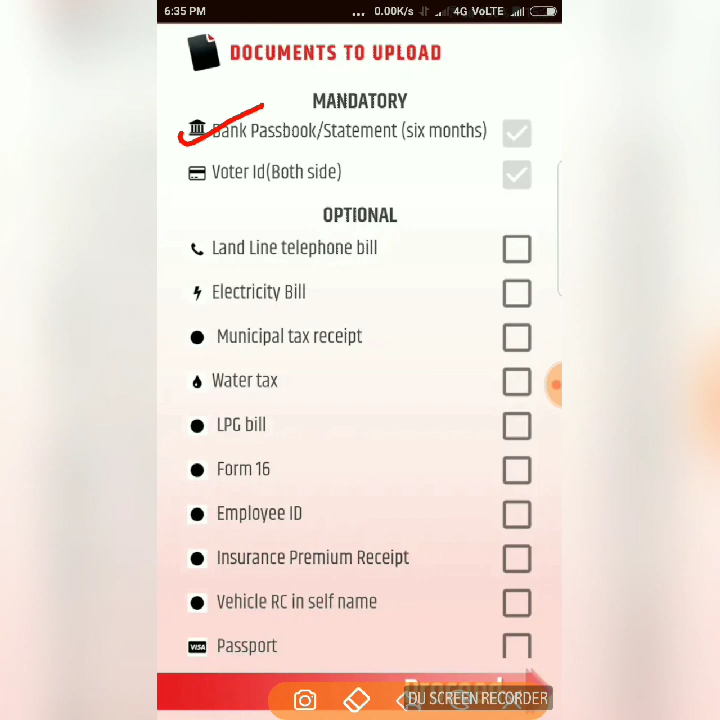 6:35 PM ... 0.00K/s 4G VoLTE
DOCUMENTS TO UPLOAD
MANDATORY
Bank Passbook/Statement (six months)
Voter Id(Both side)
OPTIONAL
Land Line telephone bill
Electricity Bill
Municipal tax receipt
Water tax
LPG bill
Form 16
Employee ID
Insurance Premium Receipt
Vehicle RC in self name
VISA Passport
DU SCREEN RECORDER